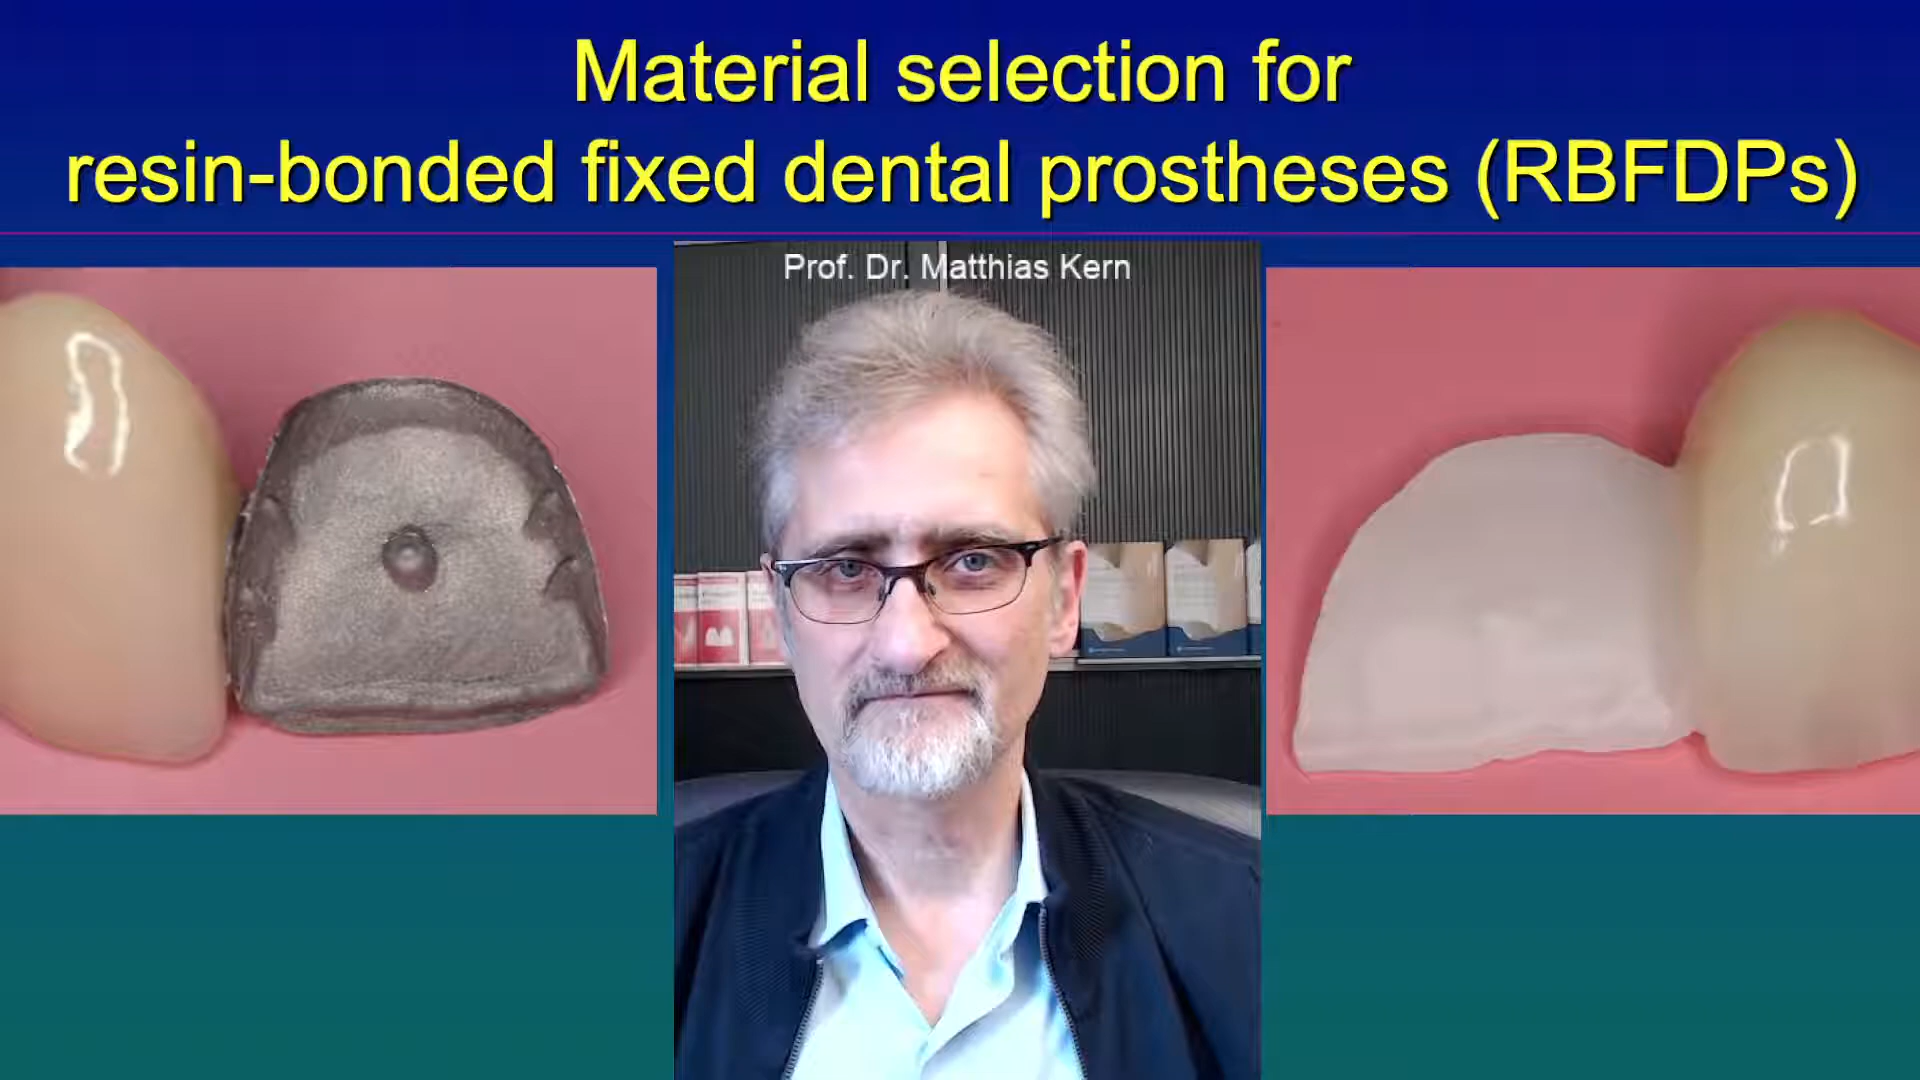 Material selection for
resin-bonded fixed dental prostheses (RBFDPs)
Prof. Dr. Matthias Kern